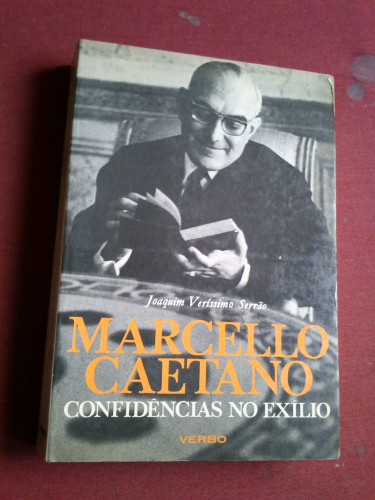 Joaquim Veríssimo Serrão
MARCELLO
CAETANO
CONFIDÊNCIAS NO EXÍLIO
VERBO